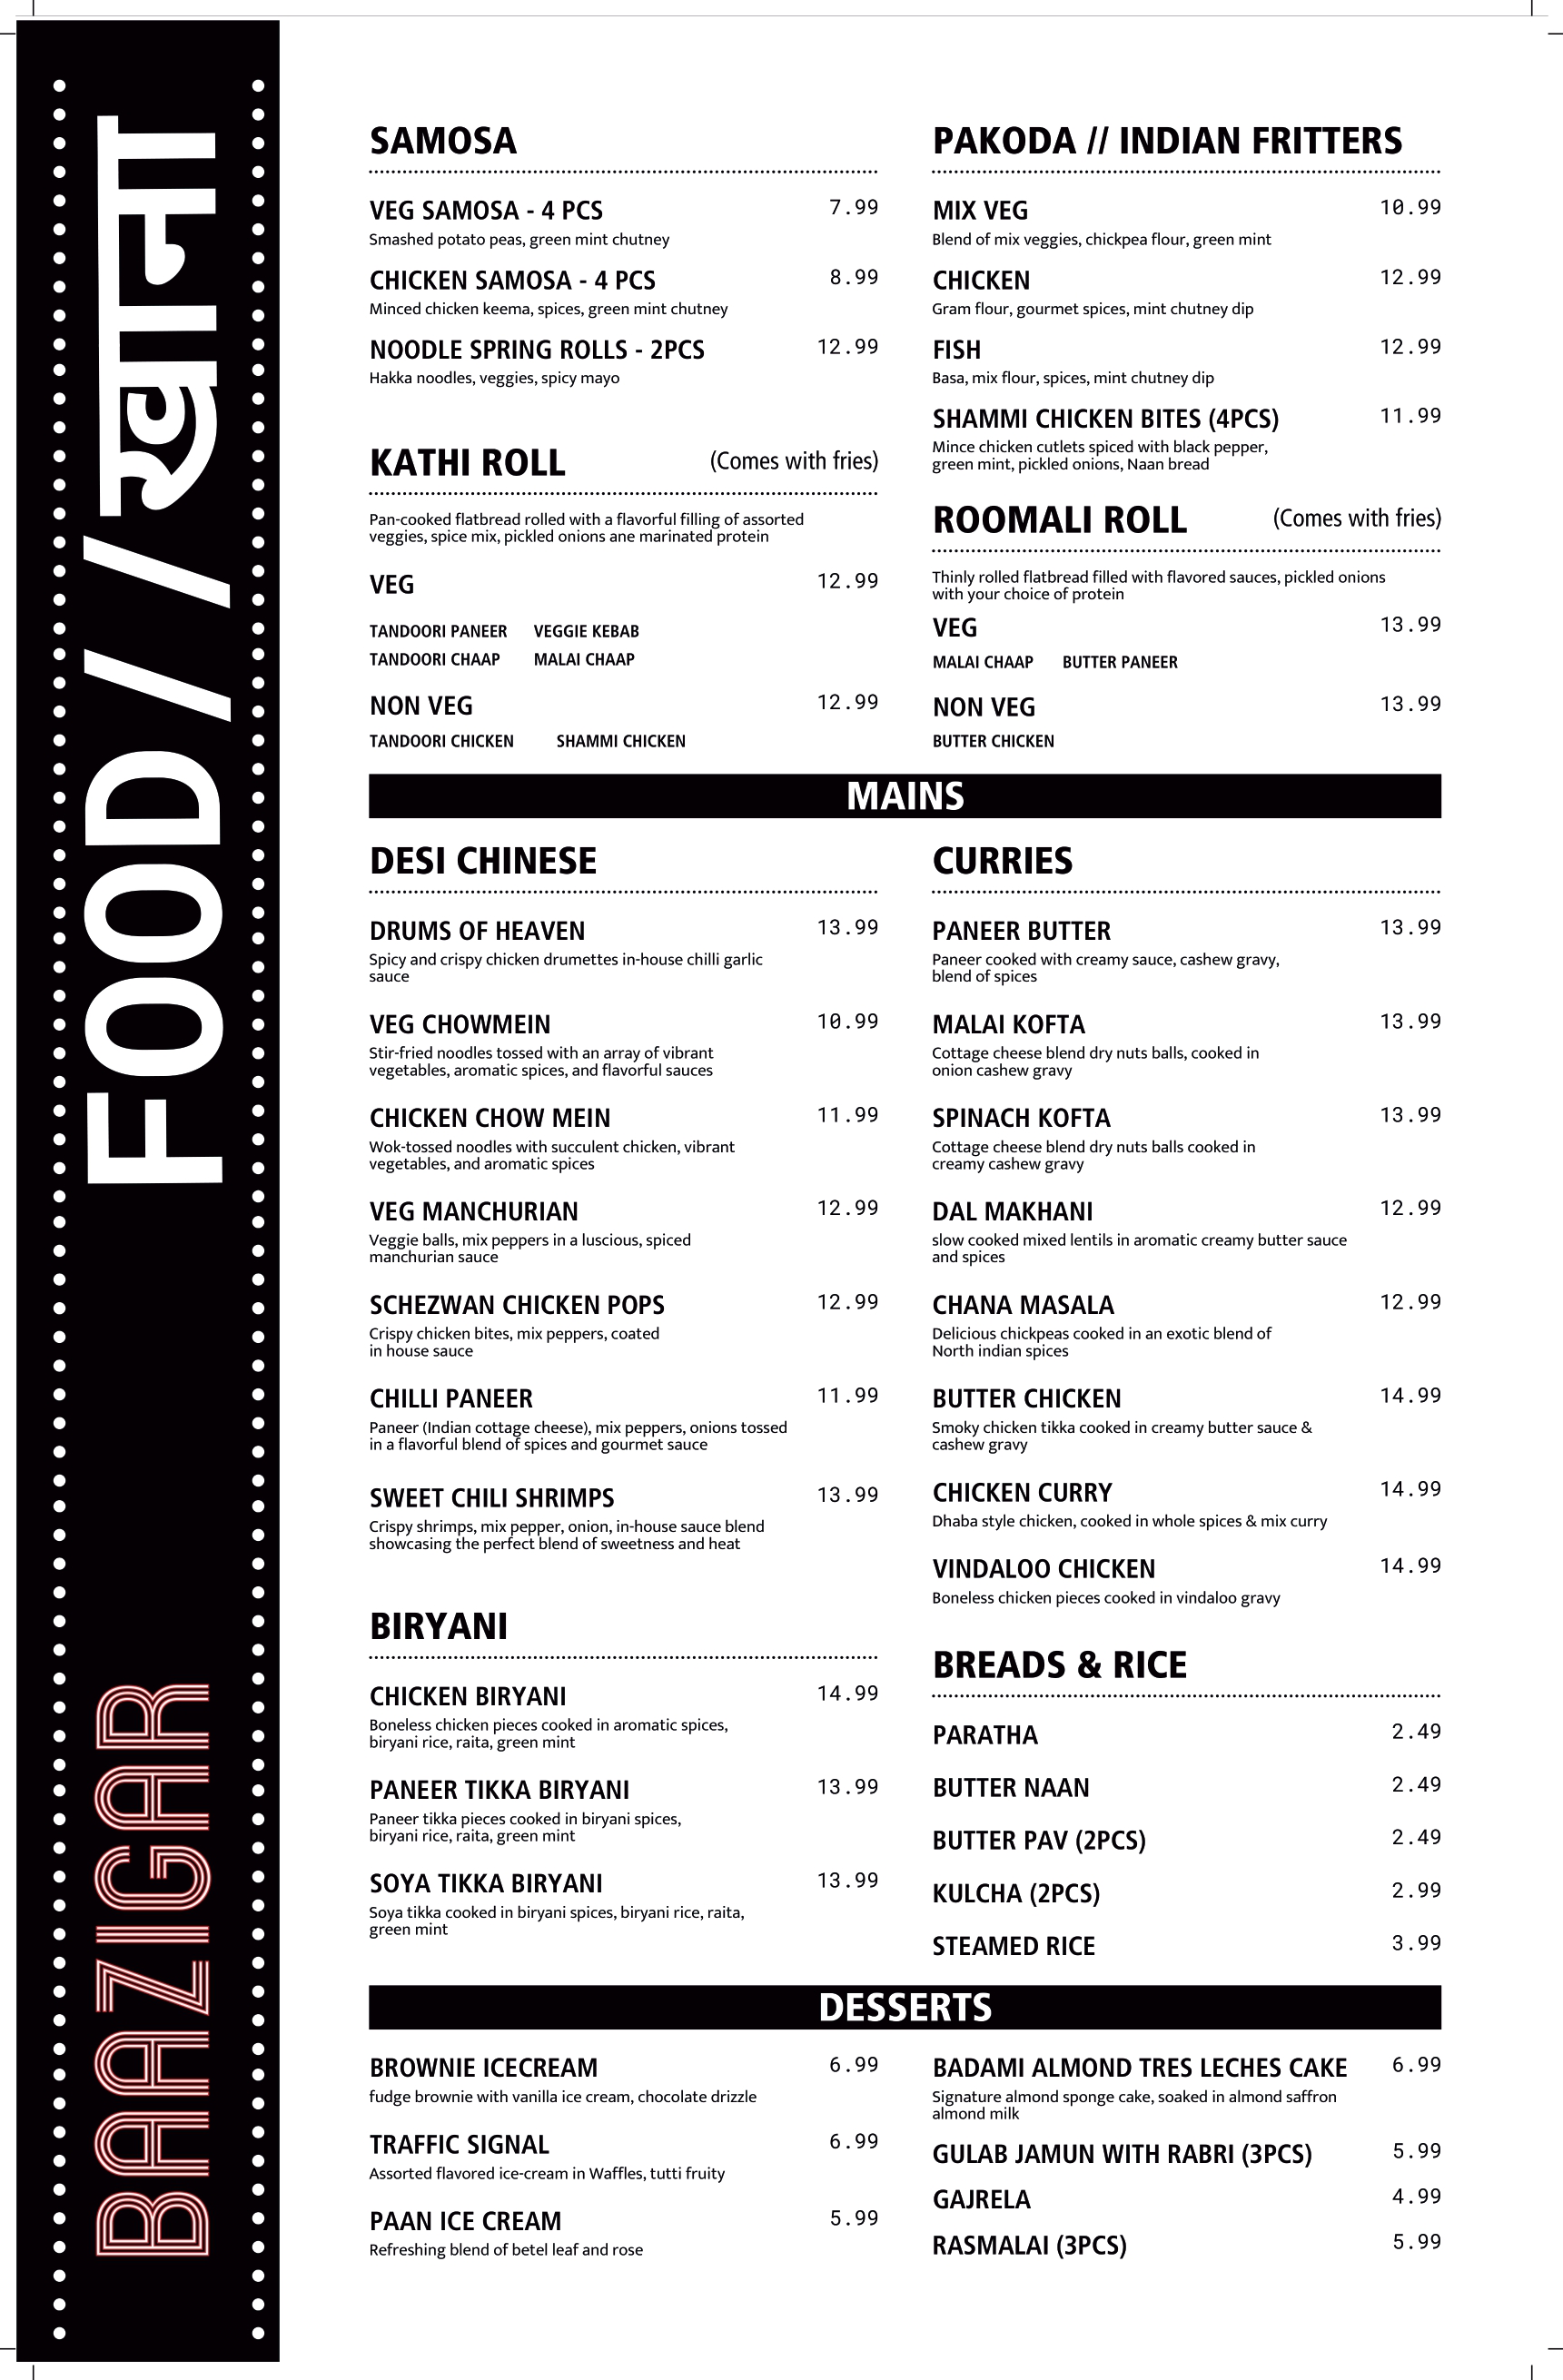 FOOD // खाना
BAAZIGAR
SAMOSA
VEG SAMOSA - 4 PCS 7.99
Smashed potato peas, green mint chutney
CHICKEN SAMOSA - 4 PCS 8.99
Minced chicken keema, spices, green mint chutney
NOODLE SPRING ROLLS - 2PCS 12.99
Hakka noodles, veggies, spicy mayo
KATHI ROLL (Comes with fries)
Pan-cooked flatbread rolled with a flavorful filling of assorted
veggies, spice mix, pickled onions ane marinated protein
VEG 12.99
TANDOORI PANEER VEGGIE KEBAB
TANDOORI CHAAP MALAI CHAAP
NON VEG 12.99
TANDOORI CHICKEN SHAMMI CHICKEN
PAKODA // INDIAN FRITTERS
MIX VEG 10.99
Blend of mix veggies, chickpea flour, green mint
CHICKEN 12.99
Gram flour, gourmet spices, mint chutney dip
FISH 12.99
Basa, mix flour, spices, mint chutney dip
SHAMMI CHICKEN BITES (4PCS) 11.99
Mince chicken cutlets spiced with black pepper,
green mint, pickled onions, Naan bread
ROOMALI ROLL (Comes with fries)
Thinly rolled flatbread filled with flavored sauces, pickled onions
with your choice of protein
VEG 13.99
MALAI CHAAP BUTTER PANEER
NON VEG 13.99
BUTTER CHICKEN
MAINS
DESI CHINESE
DRUMS OF HEAVEN 13.99
Spicy and crispy chicken drumettes in-house chilli garlic
sauce
VEG CHOWMEIN 10.99
Stir-fried noodles tossed with an array of vibrant
vegetables, aromatic spices, and flavorful sauces
CHICKEN CHOW MEIN 11.99
Wok-tossed noodles with succulent chicken, vibrant
vegetables, and aromatic spices
VEG MANCHURIAN 12.99
Veggie balls, mix peppers in a luscious, spiced
manchurian sauce
SCHEZWAN CHICKEN POPS 12.99
Crispy chicken bites, mix peppers, coated
in house sauce
CHILLI PANEER 11.99
Paneer (Indian cottage cheese), mix peppers, onions tossed
in a flavorful blend of spices and gourmet sauce
SWEET CHILI SHRIMPS 13.99
Crispy shrimps, mix pepper, onion, in-house sauce blend
showcasing the perfect blend of sweetness and heat
BIRYANI
CHICKEN BIRYANI 14.99
Boneless chicken pieces cooked in aromatic spices,
biryani rice, raita, green mint
PANEER TIKKA BIRYANI 13.99
Paneer tikka pieces cooked in biryani spices,
biryani rice, raita, green mint
SOYA TIKKA BIRYANI 13.99
Soya tikka cooked in biryani spices, biryani rice, raita,
green mint
CURRIES
PANEER BUTTER 13.99
Paneer cooked with creamy sauce, cashew gravy,
blend of spices
MALAI KOFTA 13.99
Cottage cheese blend dry nuts balls, cooked in
onion cashew gravy
SPINACH KOFTA 13.99
Cottage cheese blend dry nuts balls cooked in
creamy cashew gravy
DAL MAKHANI 12.99
slow cooked mixed lentils in aromatic creamy butter sauce
and spices
CHANA MASALA 12.99
Delicious chickpeas cooked in an exotic blend of
North indian spices
BUTTER CHICKEN 14.99
Smoky chicken tikka cooked in creamy butter sauce &
cashew gravy
CHICKEN CURRY 14.99
Dhaba style chicken, cooked in whole spices & mix curry
VINDALOO CHICKEN 14.99
Boneless chicken pieces cooked in vindaloo gravy
BREADS & RICE
PARATHA 2.49
BUTTER NAAN 2.49
BUTTER PAV (2PCS) 2.49
KULCHA (2PCS) 2.99
STEAMED RICE 3.99
DESSERTS
BROWNIE ICECREAM 6.99
fudge brownie with vanilla ice cream, chocolate drizzle
TRAFFIC SIGNAL 6.99
Assorted flavored ice-cream in Waffles, tutti fruity
PAAN ICE CREAM 5.99
Refreshing blend of betel leaf and rose
BADAMI ALMOND TRES LECHES CAKE 6.99
Signature almond sponge cake, soaked in almond saffron
almond milk
GULAB JAMUN WITH RABRI (3PCS) 5.99
GAJRELA 4.99
RASMALAI (3PCS) 5.99